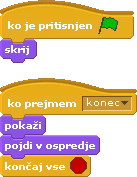 ko je pritisnjen
skrij
ko prejmem konec
pokaži
pojdi v ospredje
končaj vse